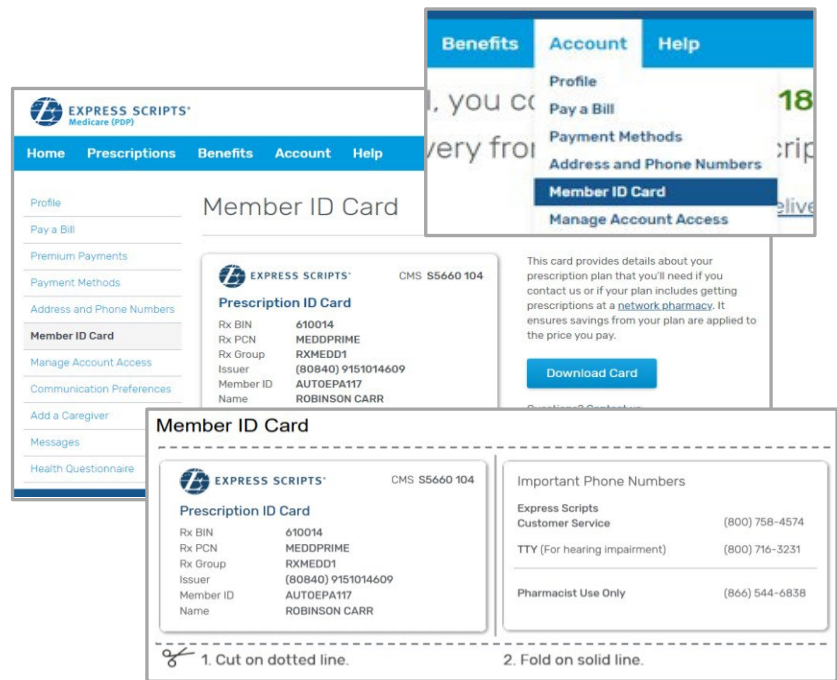 Benefits Account Help
Profile
Pay a Bill
Payment Methods
Address and Phone Numbers
Member ID Card
Manage Account Access
, you 18
very
EXPRESS SCRIPTS®
Medicare (PDP)
Home Prescriptions Benefits Account Help
Profile
Pay a Bill
Premium Payments
Payment Methods
Address and Phone Numbers
Member ID Card
Manage Account Access
Communication Preferences
Add a Caregiver
Messages
Health Questionnaire
Member ID Card
EXPRESS SCRIPTS® CMS S5660 104
Prescription ID Card
Rx BIN 610014
Rx PCN MEDDPRIME
Rx Group RXMEDD1
Issuer (80840) 9151014609
Member ID AUTOEPA117
Name ROBINSON CARR
This card provides details about your
prescription plan that you'll need if you
contact us or if your plan includes getting
prescriptions at a network pharmacy. It
ensures savings from your plan are applied to
the price you pay.
Download Card
Member ID Card
EXPRESS SCRIPTS® CMS S5660 104
Prescription ID Card
Rx BIN 610014
Rx PCN MEDDPRIME
Rx Group RXMEDD1
Issuer (80840) 9151014609
Member ID AUTOEPA117
Name ROBINSON CARR
Important Phone Numbers
Express Scripts
Customer Service (800) 758-4574
TTY (For hearing impairment) (800) 716-3231
Pharmacist Use Only (866) 544-6838
1. Cut on dotted line. 2. Fold on solid line.